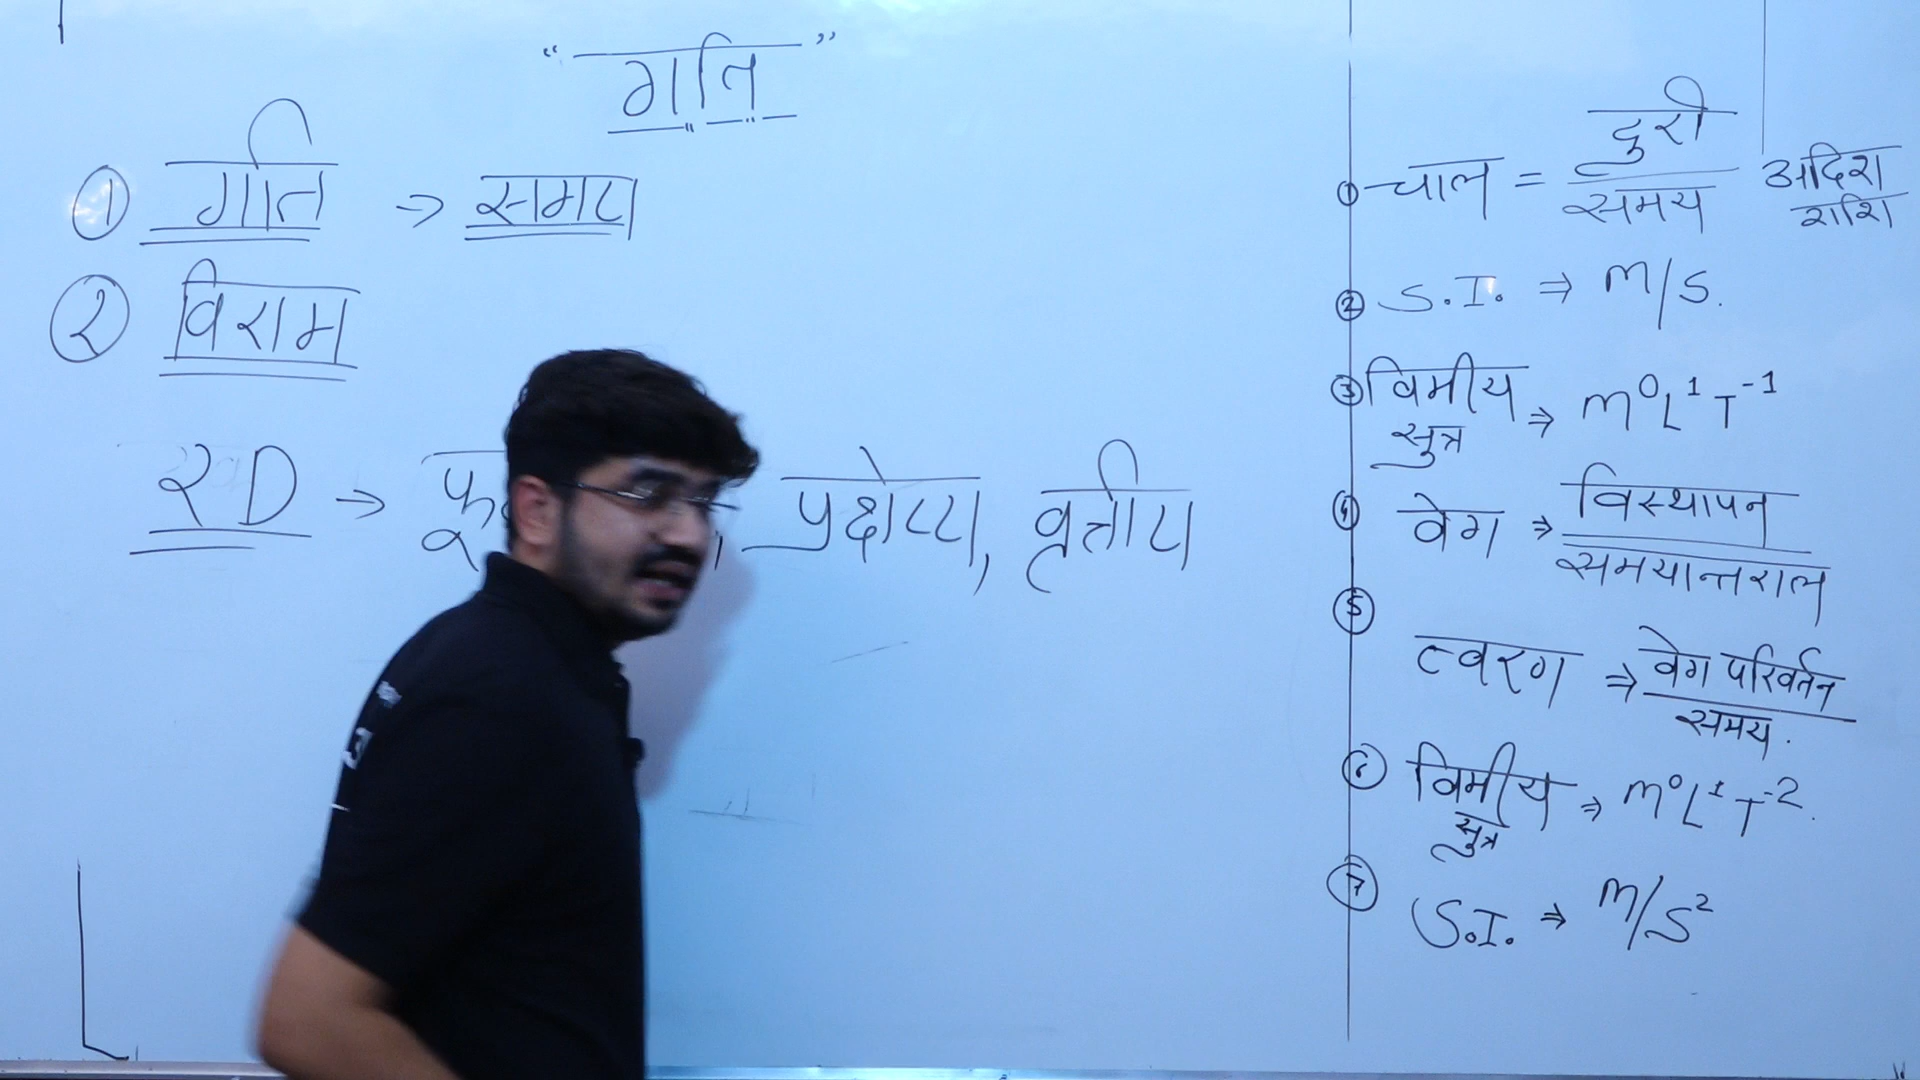 “गति”
① गति → समय
② विराम
2D → प्रक्षेप्य, वृत्तीय
① चाल = दुरी / समय अदिश राशि
② S.I. ⇒ m/s.
③ विमीय सुत्र ⇒ m⁰L¹T⁻¹
④ वेग ⇒ विस्थापन / समयान्तराल
⑤ त्वरण ⇒ वेग परिवर्तन / समय.
⑥ विमीय सुत्र ⇒ m⁰L¹T⁻².
⑦ S.I. ⇒ m/s²